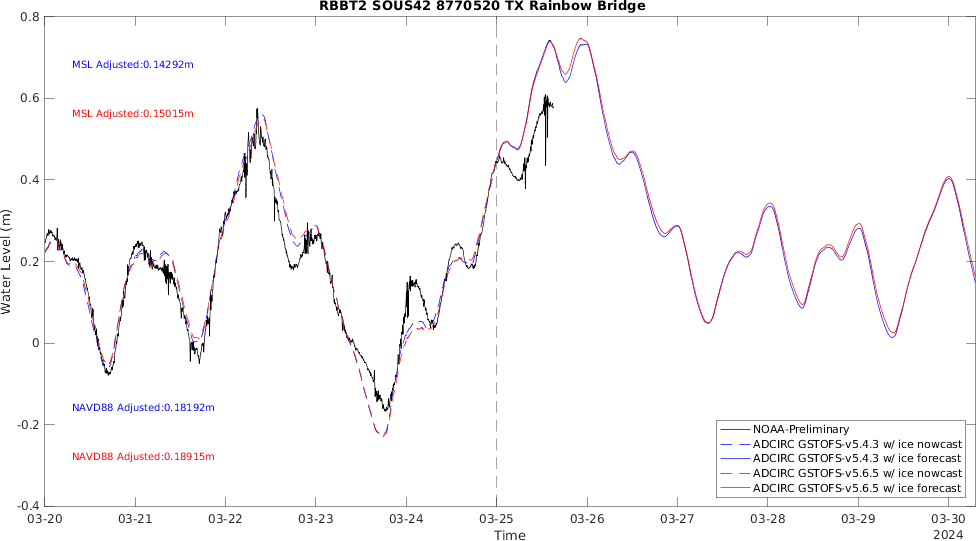 RBBT2 SOUS42 8770520 TX Rainbow Bridge
0.8
0.6
0.4
0.2
0
-0.2
-0.4
Water Level (m)
MSL Adjusted:0.14292m
MSL Adjusted:0.15015m
NAVD88 Adjusted:0.18192m
NAVD88 Adjusted:0.18915m
NOAA-Preliminary
ADCIRC GSTOFS-v5.4.3 w/ ice nowcast
ADCIRC GSTOFS-v5.4.3 w/ ice forecast
ADCIRC GSTOFS-v5.6.5 w/ ice nowcast
ADCIRC GSTOFS-v5.6.5 w/ ice forecast
03-20 03-21 03-22 03-23 03-24 03-25 03-26 03-27 03-28 03-29 03-30
Time
2024